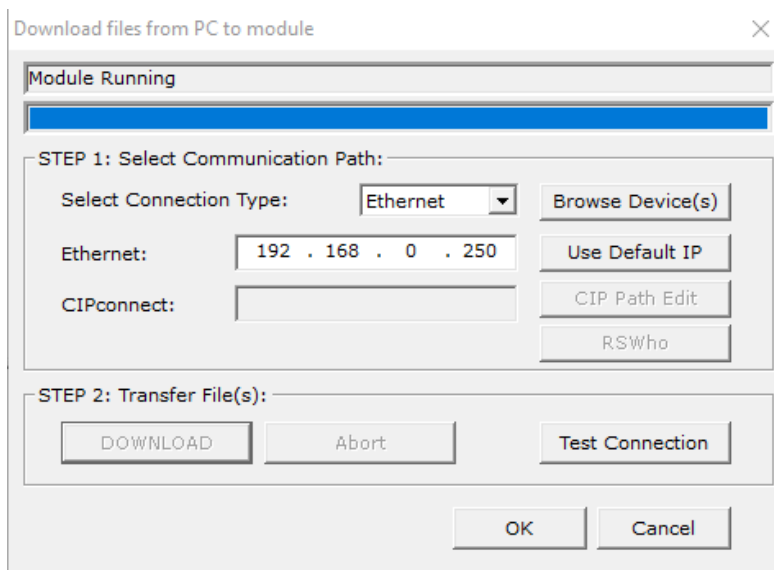 Download files from PC to module
Module Running
STEP 1: Select Communication Path:
Select Connection Type: Ethernet Browse Device(s)
Ethernet: 192 . 168 . 0 . 250 Use Default IP
CIPconnect: CIP Path Edit
RSWho
STEP 2: Transfer File(s):
DOWNLOAD Abort Test Connection
OK Cancel